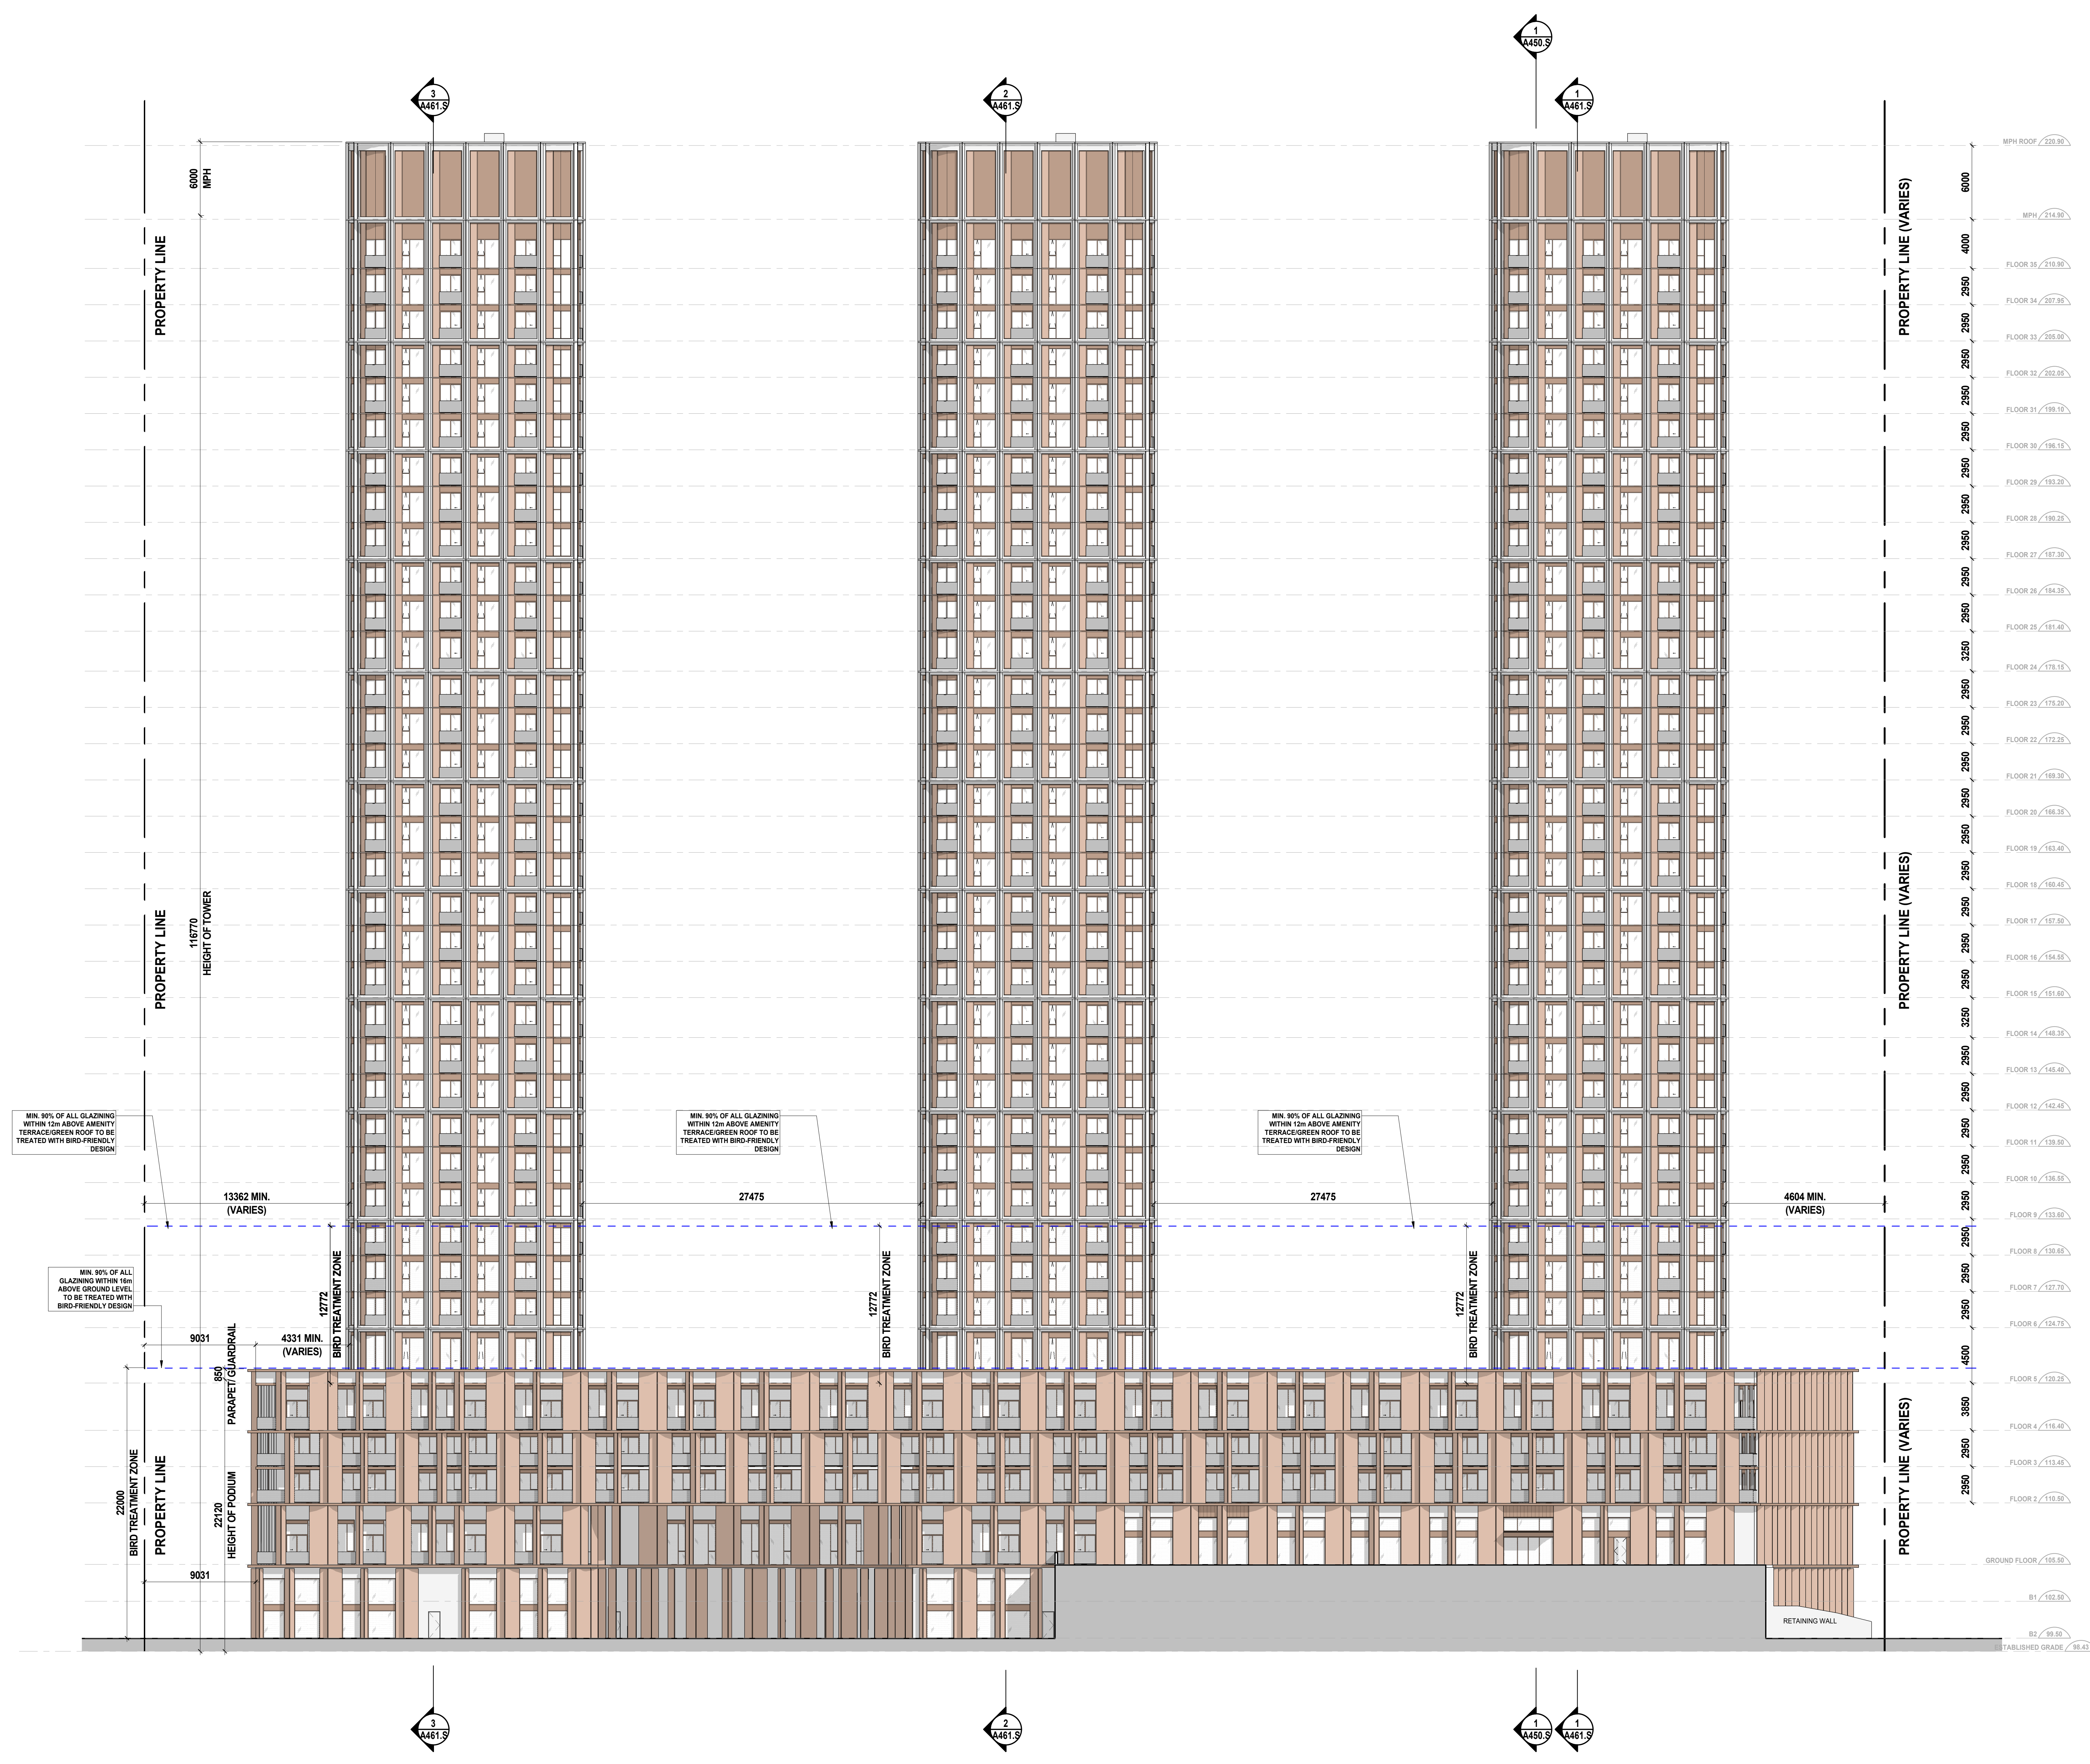 1
A450.S
3
A461.S
2
A461.S
1
A461.S
MPH ROOF 220.90
6000
MPH
6000
MPH 214.90
4000
PROPERTY LINE
PROPERTY LINE (VARIES)
FLOOR 35 210.90
2950
FLOOR 34 207.95
2950
FLOOR 33 205.00
2950
FLOOR 32 202.05
2950
FLOOR 31 199.10
2950
FLOOR 30 196.15
2950
FLOOR 29 193.20
2950
FLOOR 28 190.25
2950
FLOOR 27 187.30
2950
FLOOR 26 184.35
2950
FLOOR 25 181.40
3250
FLOOR 24 178.15
2950
FLOOR 23 175.20
2950
FLOOR 22 172.25
2950
FLOOR 21 169.30
2950
FLOOR 20 166.35
2950
FLOOR 19 163.40
2950
FLOOR 18 160.45
2950
116770
HEIGHT OF TOWER
PROPERTY LINE
PROPERTY LINE (VARIES)
FLOOR 17 157.50
2950
FLOOR 16 154.55
2950
FLOOR 15 151.60
3250
FLOOR 14 148.35
2950
FLOOR 13 145.40
2950
FLOOR 12 142.45
2950
MIN. 90% OF ALL GLAZINING
WITHIN 12m ABOVE AMENITY
TERRACE/GREEN ROOF TO BE
TREATED WITH BIRD-FRIENDLY
DESIGN
MIN. 90% OF ALL GLAZINING
WITHIN 12m ABOVE AMENITY
TERRACE/GREEN ROOF TO BE
TREATED WITH BIRD-FRIENDLY
DESIGN
MIN. 90% OF ALL GLAZINING
WITHIN 12m ABOVE AMENITY
TERRACE/GREEN ROOF TO BE
TREATED WITH BIRD-FRIENDLY
DESIGN
FLOOR 11 139.50
2950
FLOOR 10 136.55
2950
13362 MIN.
(VARIES)
27475
27475
4604 MIN.
(VARIES)
FLOOR 9 133.60
2950
FLOOR 8 130.65
2950
FLOOR 7 127.70
2950
MIN. 90% OF ALL
GLAZINING WITHIN 16m
ABOVE GROUND LEVEL
TO BE TREATED WITH
BIRD-FRIENDLY DESIGN
12772
BIRD TREATMENT ZONE
12772
BIRD TREATMENT ZONE
12772
BIRD TREATMENT ZONE
FLOOR 6 124.75
4500
9031
4331 MIN.
(VARIES)
850
PARAPET/ GUARDRAIL
FLOOR 5 120.25
3850
FLOOR 4 116.40
2950
FLOOR 3 113.45
2950
FLOOR 2 110.50
22000
BIRD TREATMENT ZONE
PROPERTY LINE
22120
HEIGHT OF PODIUM
PROPERTY LINE (VARIES)
GROUND FLOOR 105.50
9031
B1 102.50
RETAINING WALL
B2 99.50
ESTABLISHED GRADE 98.43
3
A461.S
2
A461.S
1
A450.S
1
A461.S